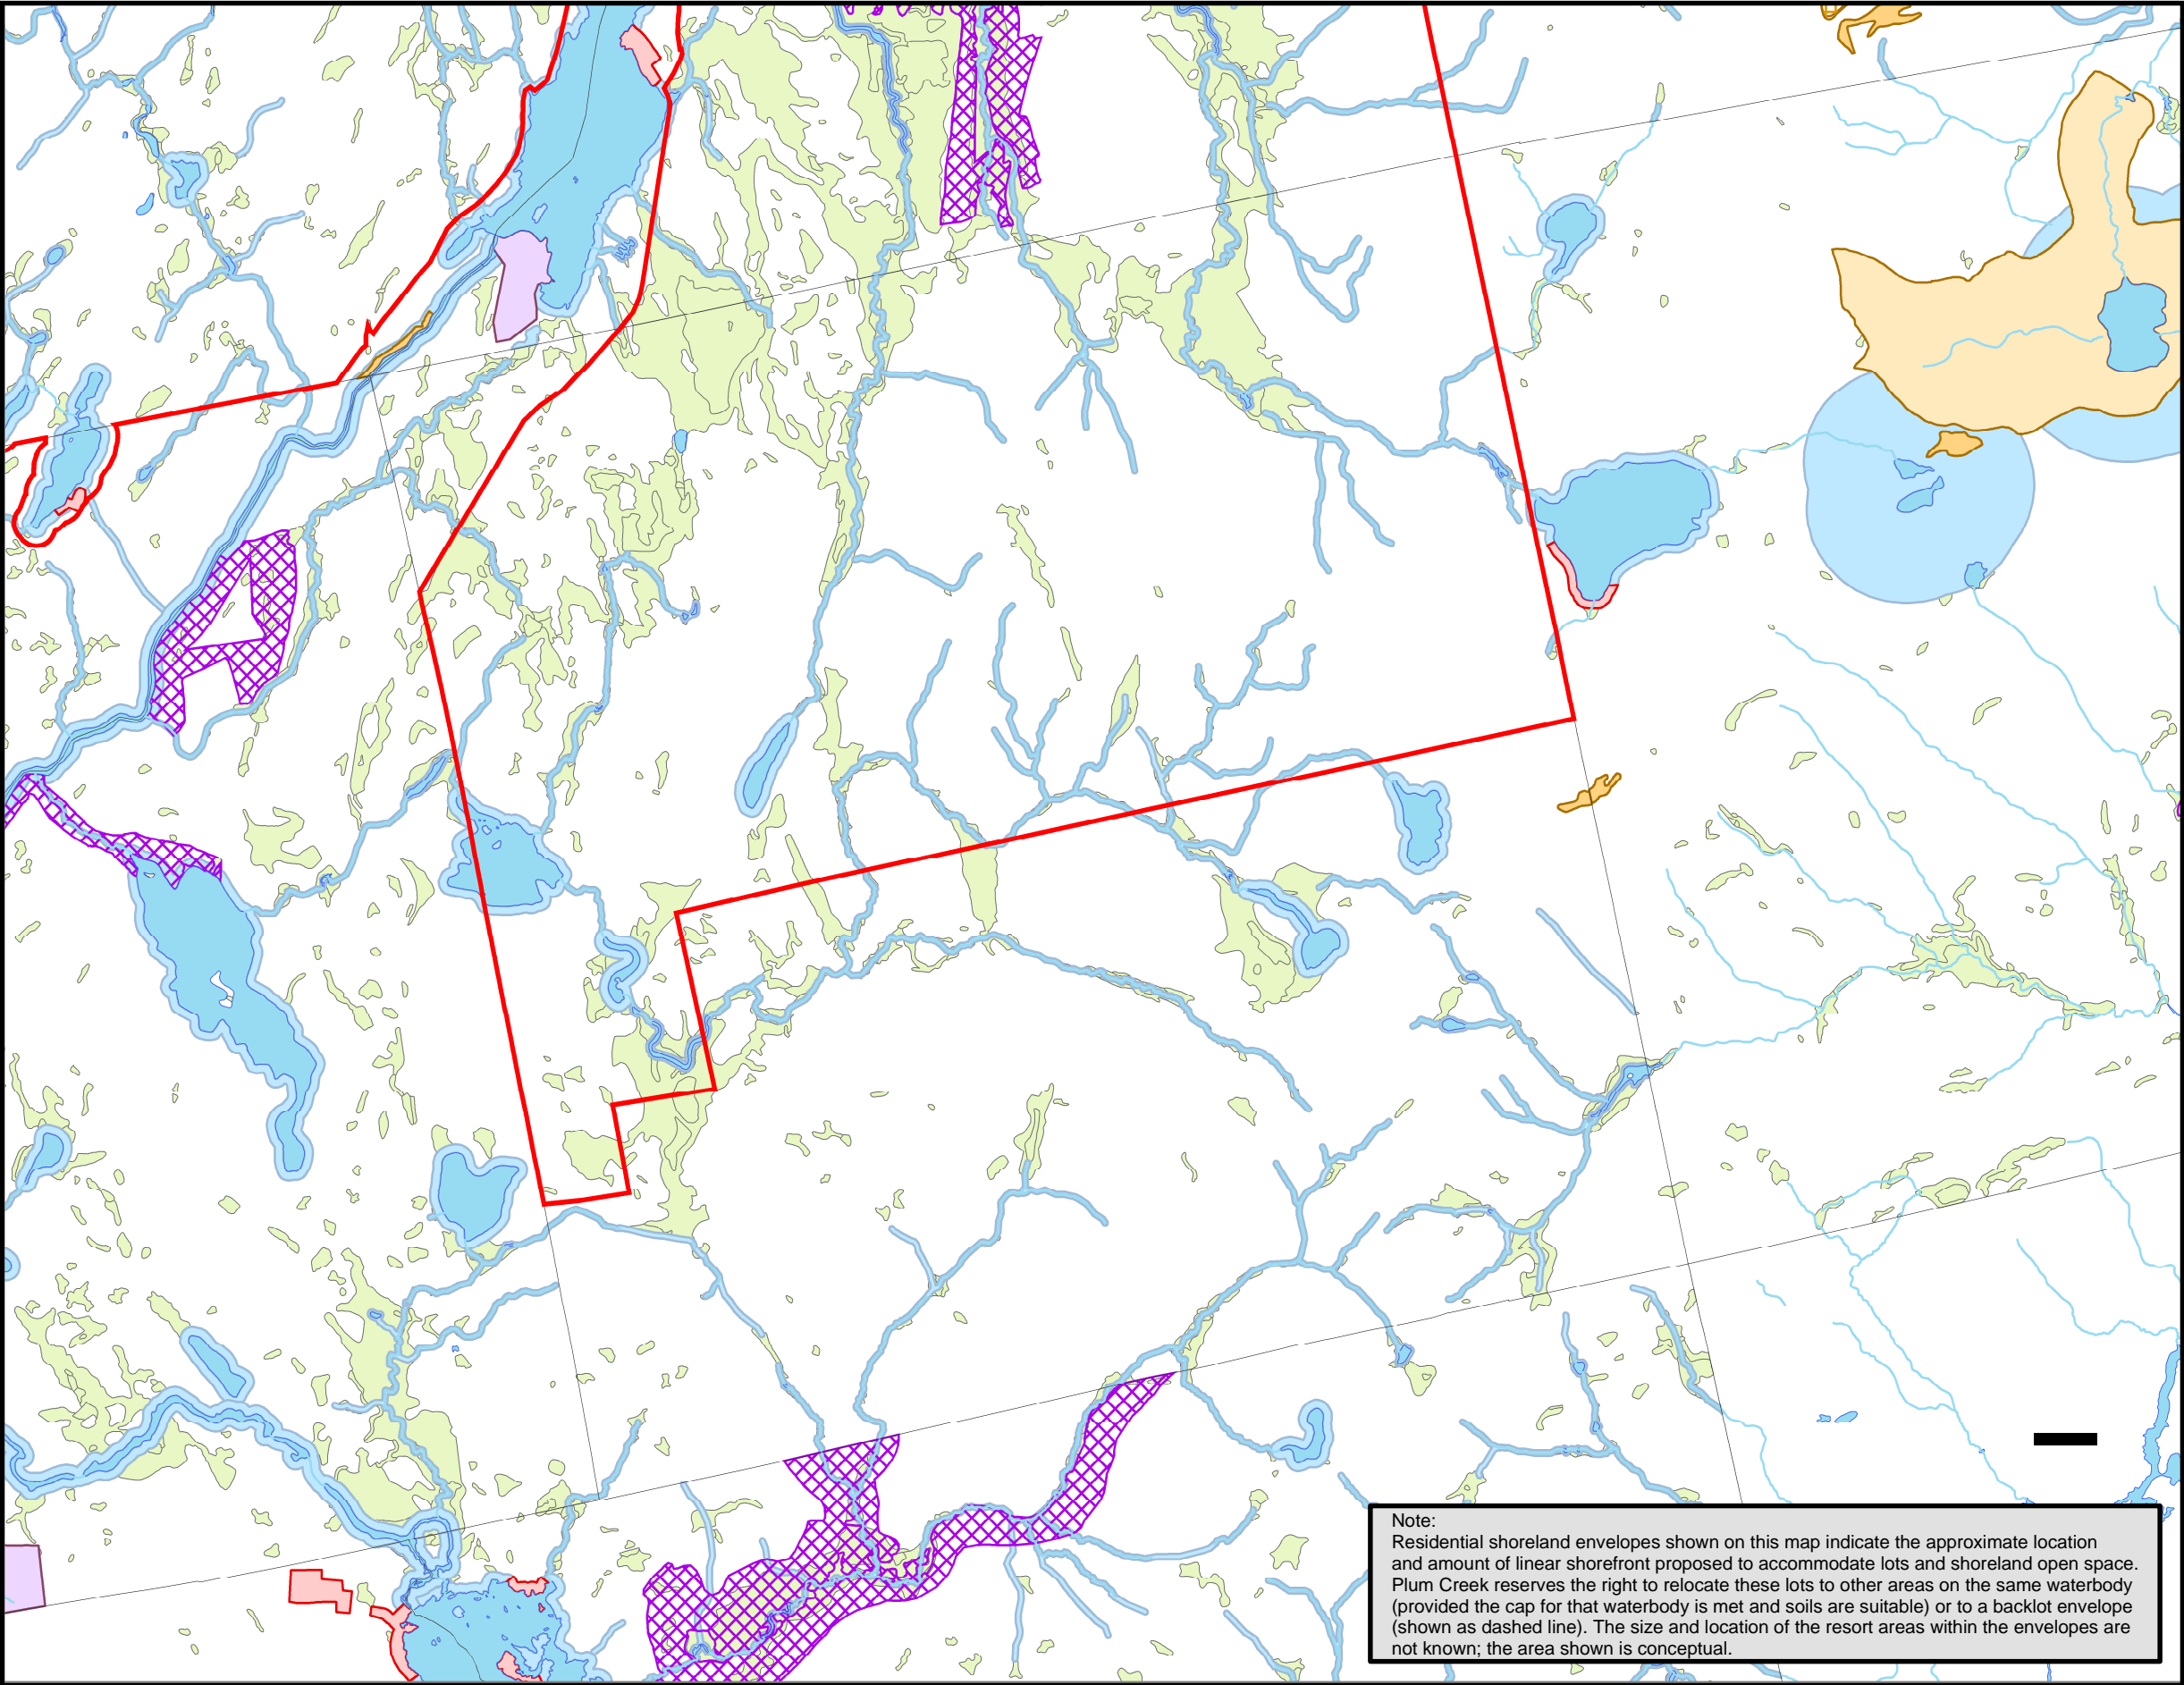 Note:
Residential shoreland envelopes shown on this map indicate the approximate location
and amount of linear shorefront proposed to accommodate lots and shoreland open space.
Plum Creek reserves the right to relocate these lots to other areas on the same waterbody
(provided the cap for that waterbody is met and soils are suitable) or to a backlot envelope
(shown as dashed line). The size and location of the resort areas within the envelopes are
not known; the area shown is conceptual.